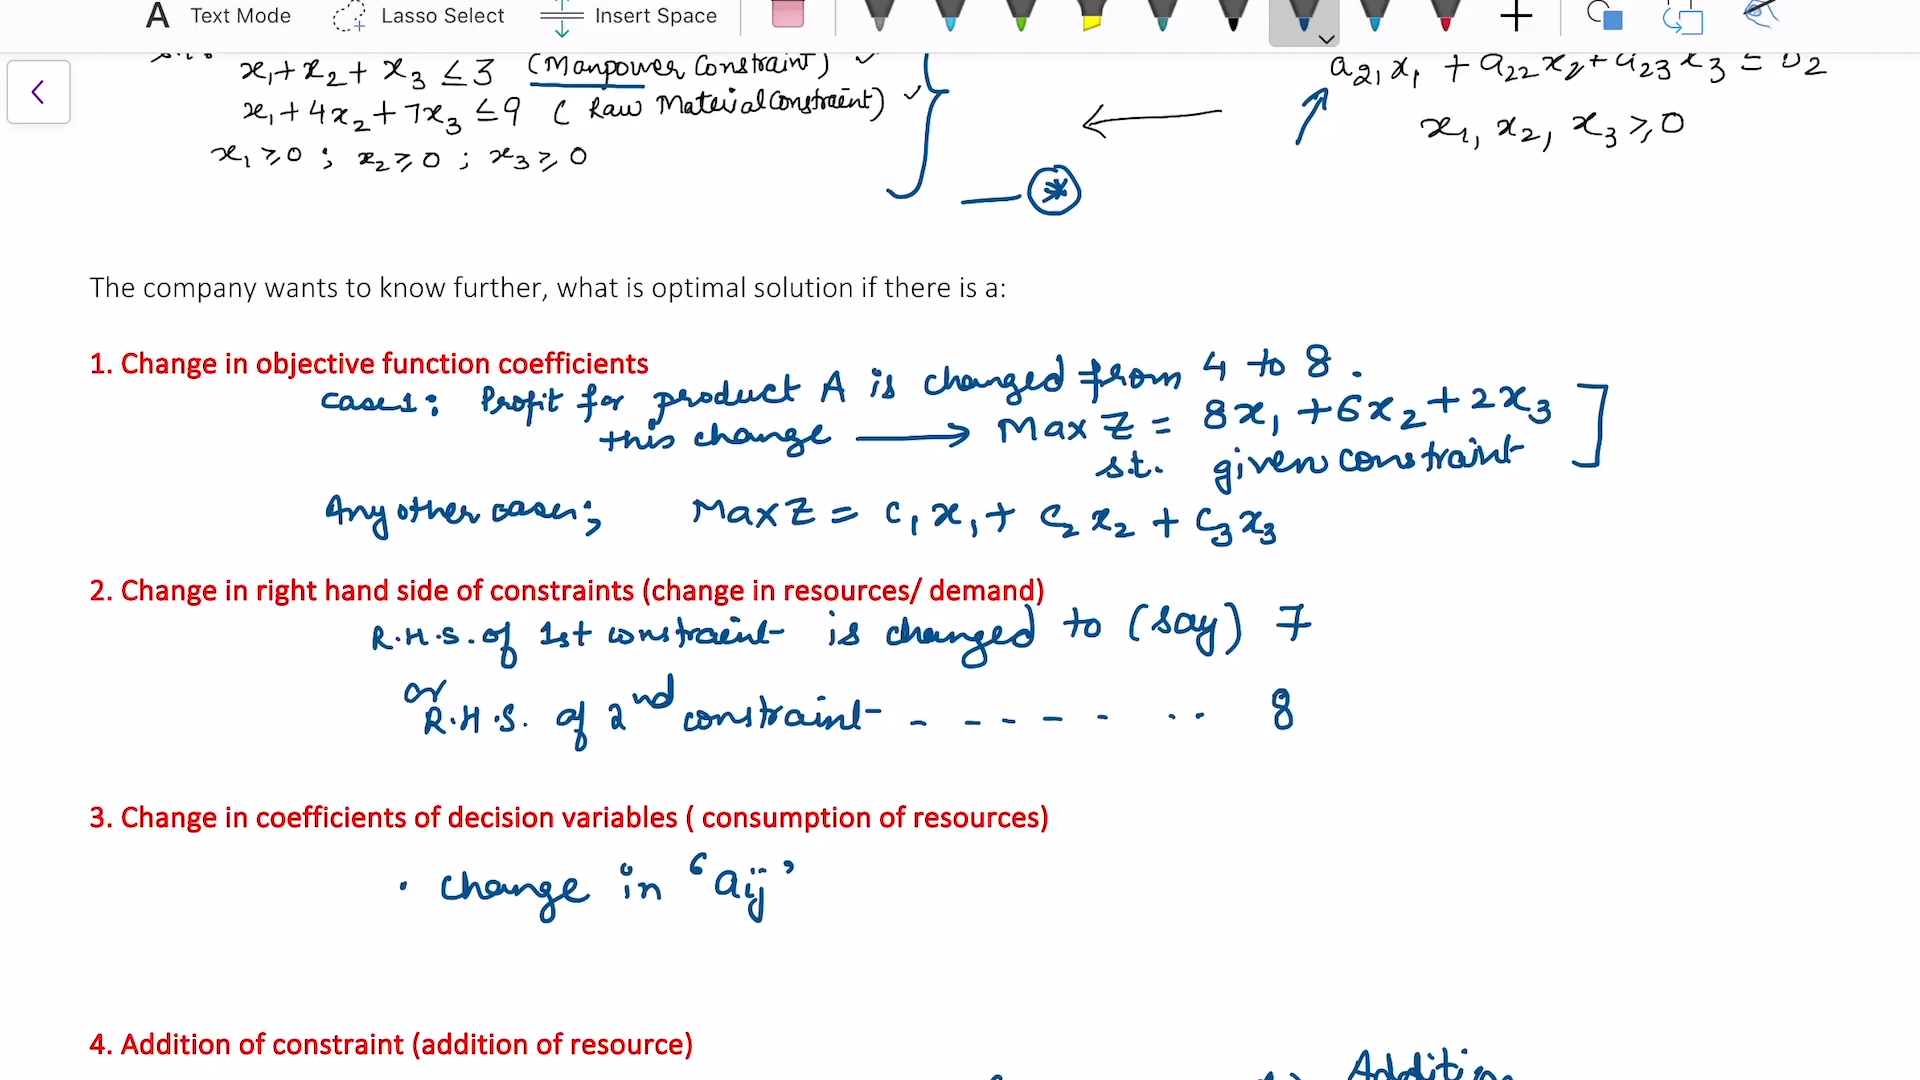 A Text Mode Lasso Select Insert Space
x₁+x₂+x₃ ≤3 (Manpower Constraint) ✓
x₁+4x₂+7x₃ ≤9 ( Raw Material Constraint) ✓
x₁≥0 ; x₂≥0 ; x₃≥0
a₂₁x₁ + a₂₂x₂+a₂₃x₃ = b₂
x₁, x₂, x₃≥0
*
The company wants to know further, what is optimal solution if there is a:
1. Change in objective function coefficients
Case1: Profit for product A is changed from 4 to 8.
this change → Max Z = 8x₁+6x₂+2x₃
s.t. given constraint
Any other case; Max Z = c₁x₁+ c₂x₂ + c₃x₃
2. Change in right hand side of constraints (change in resources/ demand)
R.H.S. of 1st constraint is changed to (say) 7
or
R.H.S. of 2nd constraint - - - - - - .. 8
3. Change in coefficients of decision variables ( consumption of resources)
• change in ‘aij’
4. Addition of constraint (addition of resource)